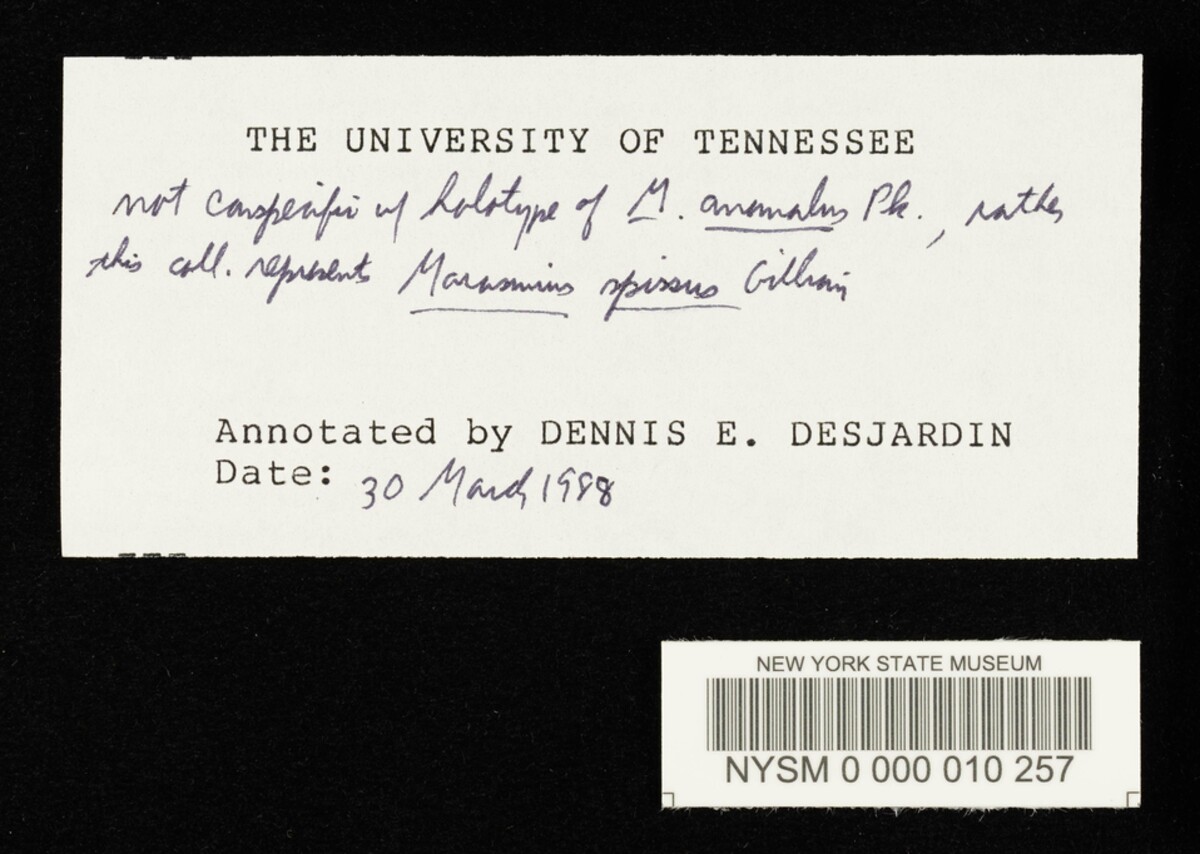 THE UNIVERSITY OF TENNESSEE
not conspecific w/ holotype of M. anomalus Pk., rather
this coll. represents Marasmius spissus Gilliam
Annotated by DENNIS E. DESJARDIN
Date: 30 March 1988
NEW YORK STATE MUSEUM
NYSM 0 000 010 257